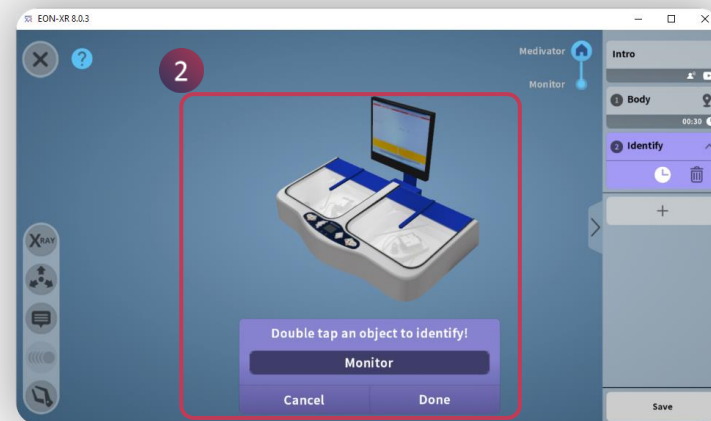 EON-XR 8.0.3
?
2
Medivator
Monitor
XRAY
Double tap an object to identify!
Monitor
Cancel
Done
Intro
1 Body
00:30
2 Identify
+
Save